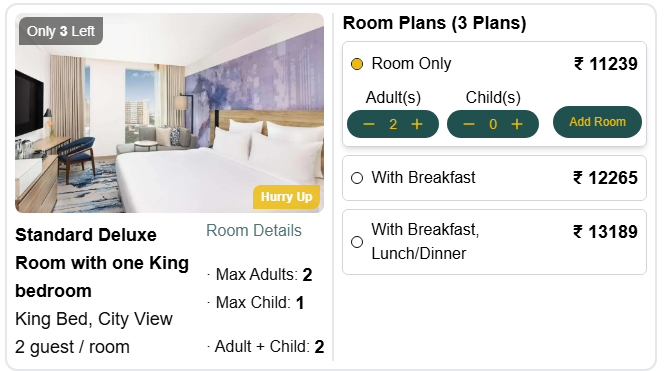 Only 3 Left
Hurry Up
Standard Deluxe
Room with one King
bedroom
King Bed, City View
2 guest / room
Room Details
· Max Adults: 2
· Max Child: 1
· Adult + Child: 2
Room Plans (3 Plans)
Room Only ₹ 11239
Adult(s) Child(s)
− 2 + − 0 + Add Room
With Breakfast ₹ 12265
With Breakfast, ₹ 13189
Lunch/Dinner